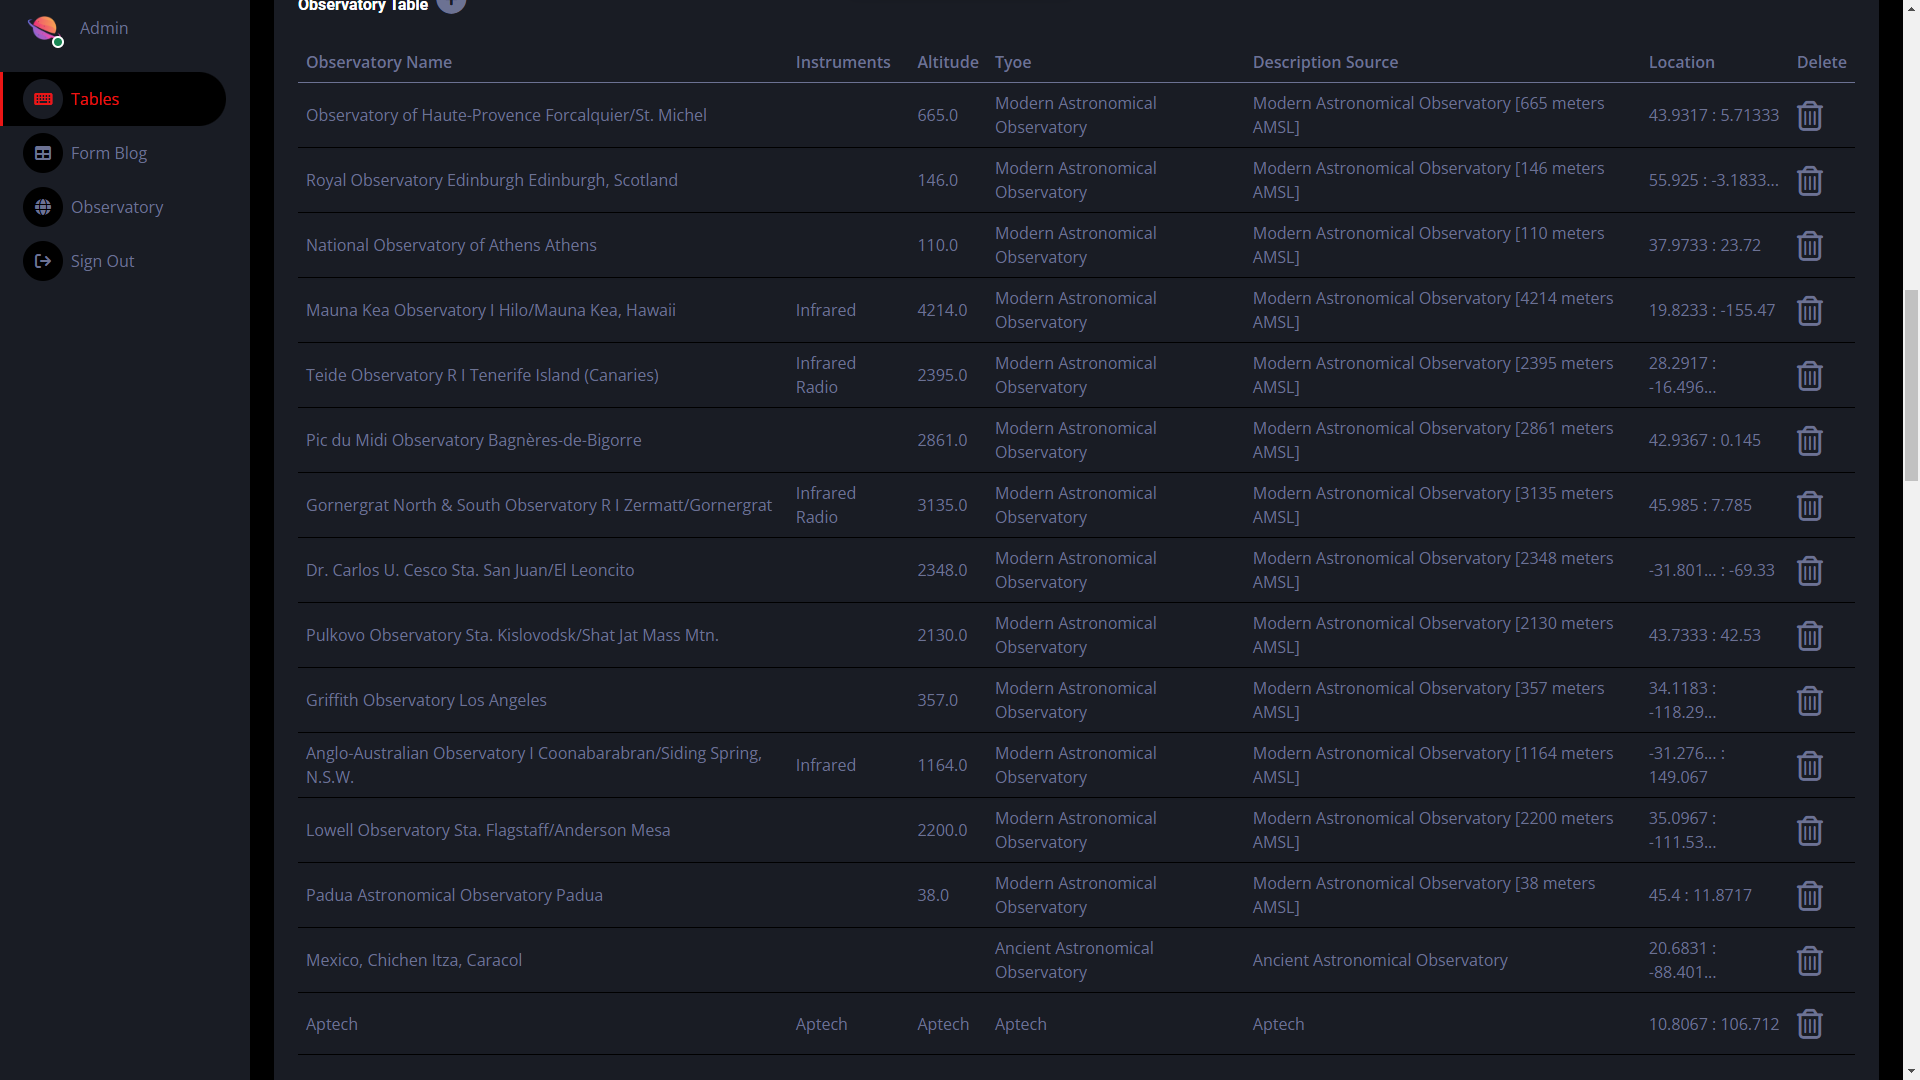 Observatory Table
Admin
Tables
Form Blog
Observatory
Sign Out
Observatory Name Instruments Altitude Tyoe Description Source Location Delete
Observatory of Haute-Provence Forcalquier/St. Michel 665.0 Modern Astronomical Observatory Modern Astronomical Observatory [665 meters AMSL] 43.9317 : 5.71333
Royal Observatory Edinburgh Edinburgh, Scotland 146.0 Modern Astronomical Observatory Modern Astronomical Observatory [146 meters AMSL] 55.925 : -3.1833...
National Observatory of Athens Athens 110.0 Modern Astronomical Observatory Modern Astronomical Observatory [110 meters AMSL] 37.9733 : 23.72
Mauna Kea Observatory I Hilo/Mauna Kea, Hawaii Infrared 4214.0 Modern Astronomical Observatory Modern Astronomical Observatory [4214 meters AMSL] 19.8233 : -155.47
Teide Observatory R I Tenerife Island (Canaries) Infrared Radio 2395.0 Modern Astronomical Observatory Modern Astronomical Observatory [2395 meters AMSL] 28.2917 : -16.496...
Pic du Midi Observatory Bagnères-de-Bigorre 2861.0 Modern Astronomical Observatory Modern Astronomical Observatory [2861 meters AMSL] 42.9367 : 0.145
Gornergrat North & South Observatory R I Zermatt/Gornergrat Infrared Radio 3135.0 Modern Astronomical Observatory Modern Astronomical Observatory [3135 meters AMSL] 45.985 : 7.785
Dr. Carlos U. Cesco Sta. San Juan/El Leoncito 2348.0 Modern Astronomical Observatory Modern Astronomical Observatory [2348 meters AMSL] -31.801... : -69.33
Pulkovo Observatory Sta. Kislovodsk/Shat Jat Mass Mtn. 2130.0 Modern Astronomical Observatory Modern Astronomical Observatory [2130 meters AMSL] 43.7333 : 42.53
Griffith Observatory Los Angeles 357.0 Modern Astronomical Observatory Modern Astronomical Observatory [357 meters AMSL] 34.1183 : -118.29...
Anglo-Australian Observatory I Coonabarabran/Siding Spring, N.S.W. Infrared 1164.0 Modern Astronomical Observatory Modern Astronomical Observatory [1164 meters AMSL] -31.276... : 149.067
Lowell Observatory Sta. Flagstaff/Anderson Mesa 2200.0 Modern Astronomical Observatory Modern Astronomical Observatory [2200 meters AMSL] 35.0967 : -111.53...
Padua Astronomical Observatory Padua 38.0 Modern Astronomical Observatory Modern Astronomical Observatory [38 meters AMSL] 45.4 : 11.8717
Mexico, Chichen Itza, Caracol Ancient Astronomical Observatory Ancient Astronomical Observatory 20.6831 : -88.401...
Aptech Aptech Aptech Aptech Aptech 10.8067 : 106.712